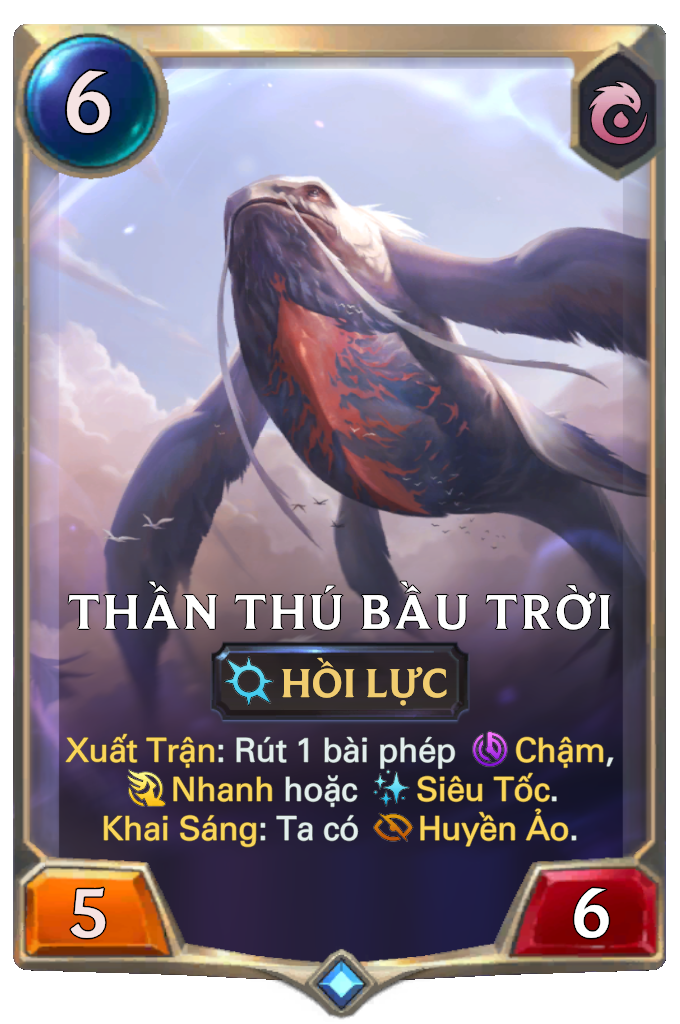 6
THẦN THÚ BẦU TRỜI
HỒI LỰC
Xuất Trận: Rút 1 bài phép Chậm,
Nhanh hoặc Siêu Tốc.
Khai Sáng: Ta có Huyền Ảo.
5
6